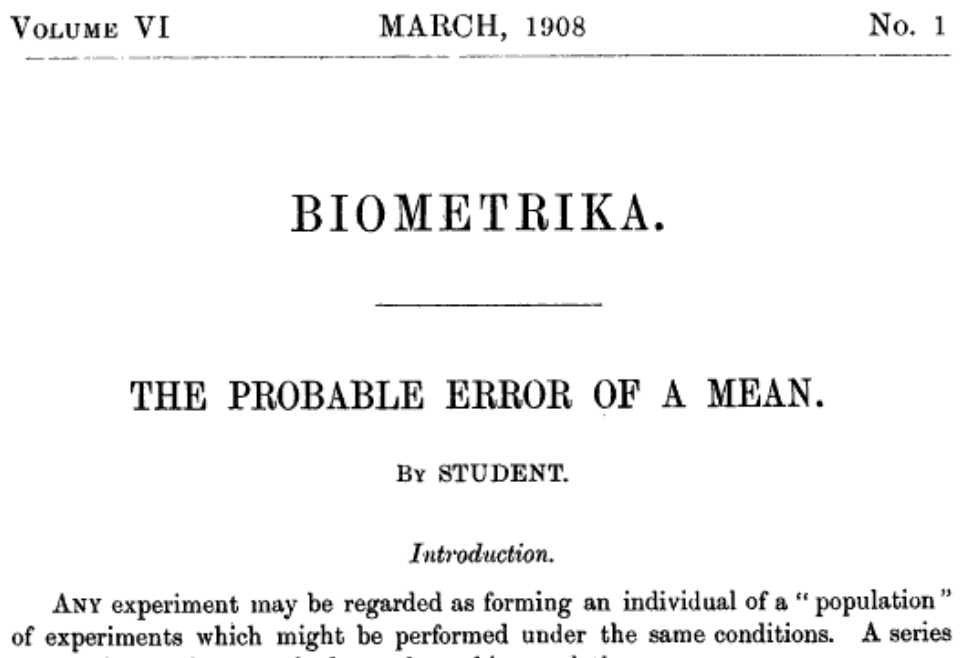 VOLUME VI MARCH, 1908 No. 1
BIOMETRIKA.
THE PROBABLE ERROR OF A MEAN.
By STUDENT.
Introduction.
ANY experiment may be regarded as forming an individual of a “ population ”
of experiments which might be performed under the same conditions. A series